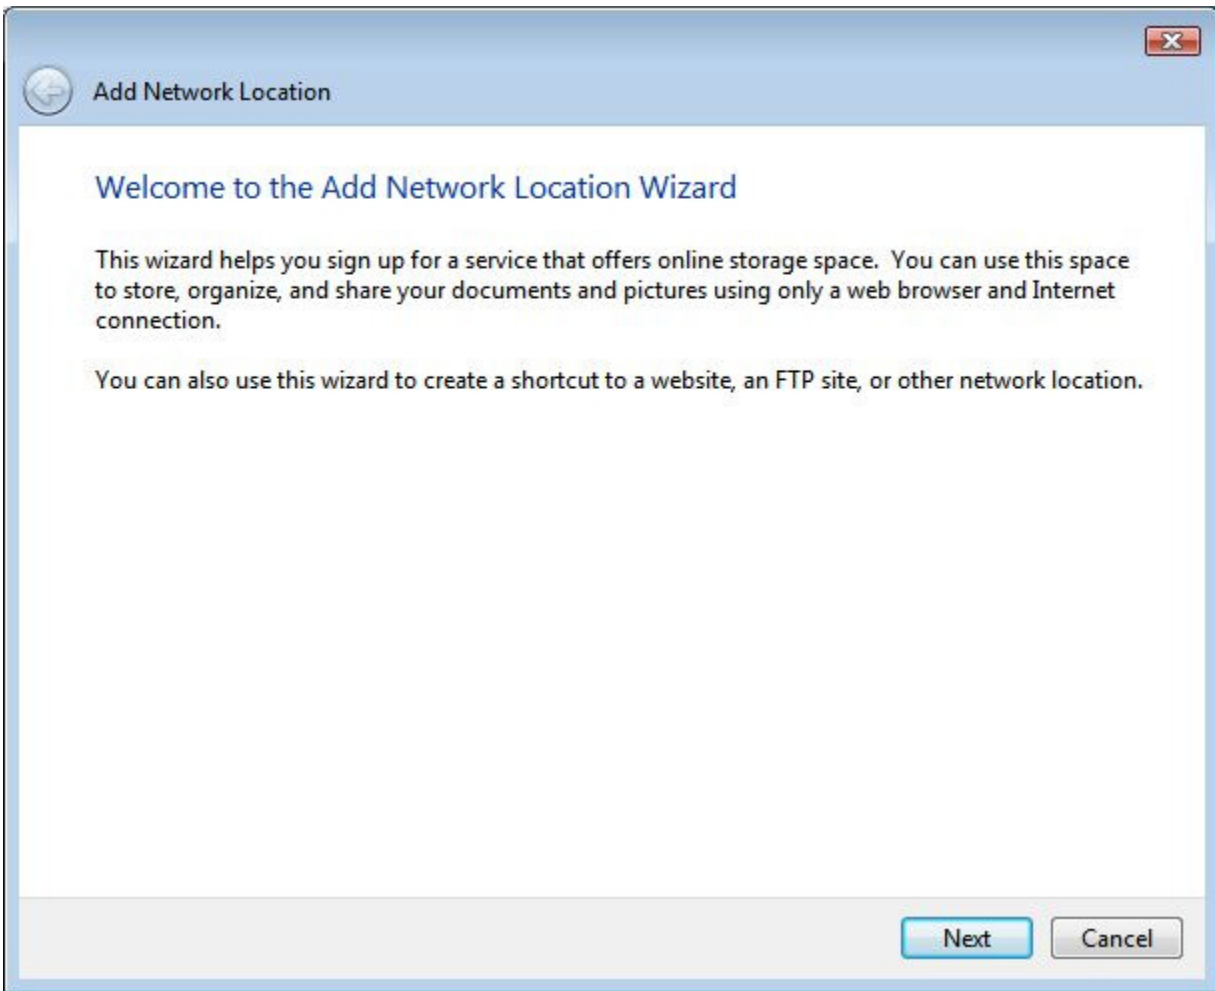 Add Network Location
Welcome to the Add Network Location Wizard
This wizard helps you sign up for a service that offers online storage space.  You can use this space
to store, organize, and share your documents and pictures using only a web browser and Internet
connection.
You can also use this wizard to create a shortcut to a website, an FTP site, or other network location.
Next
Cancel